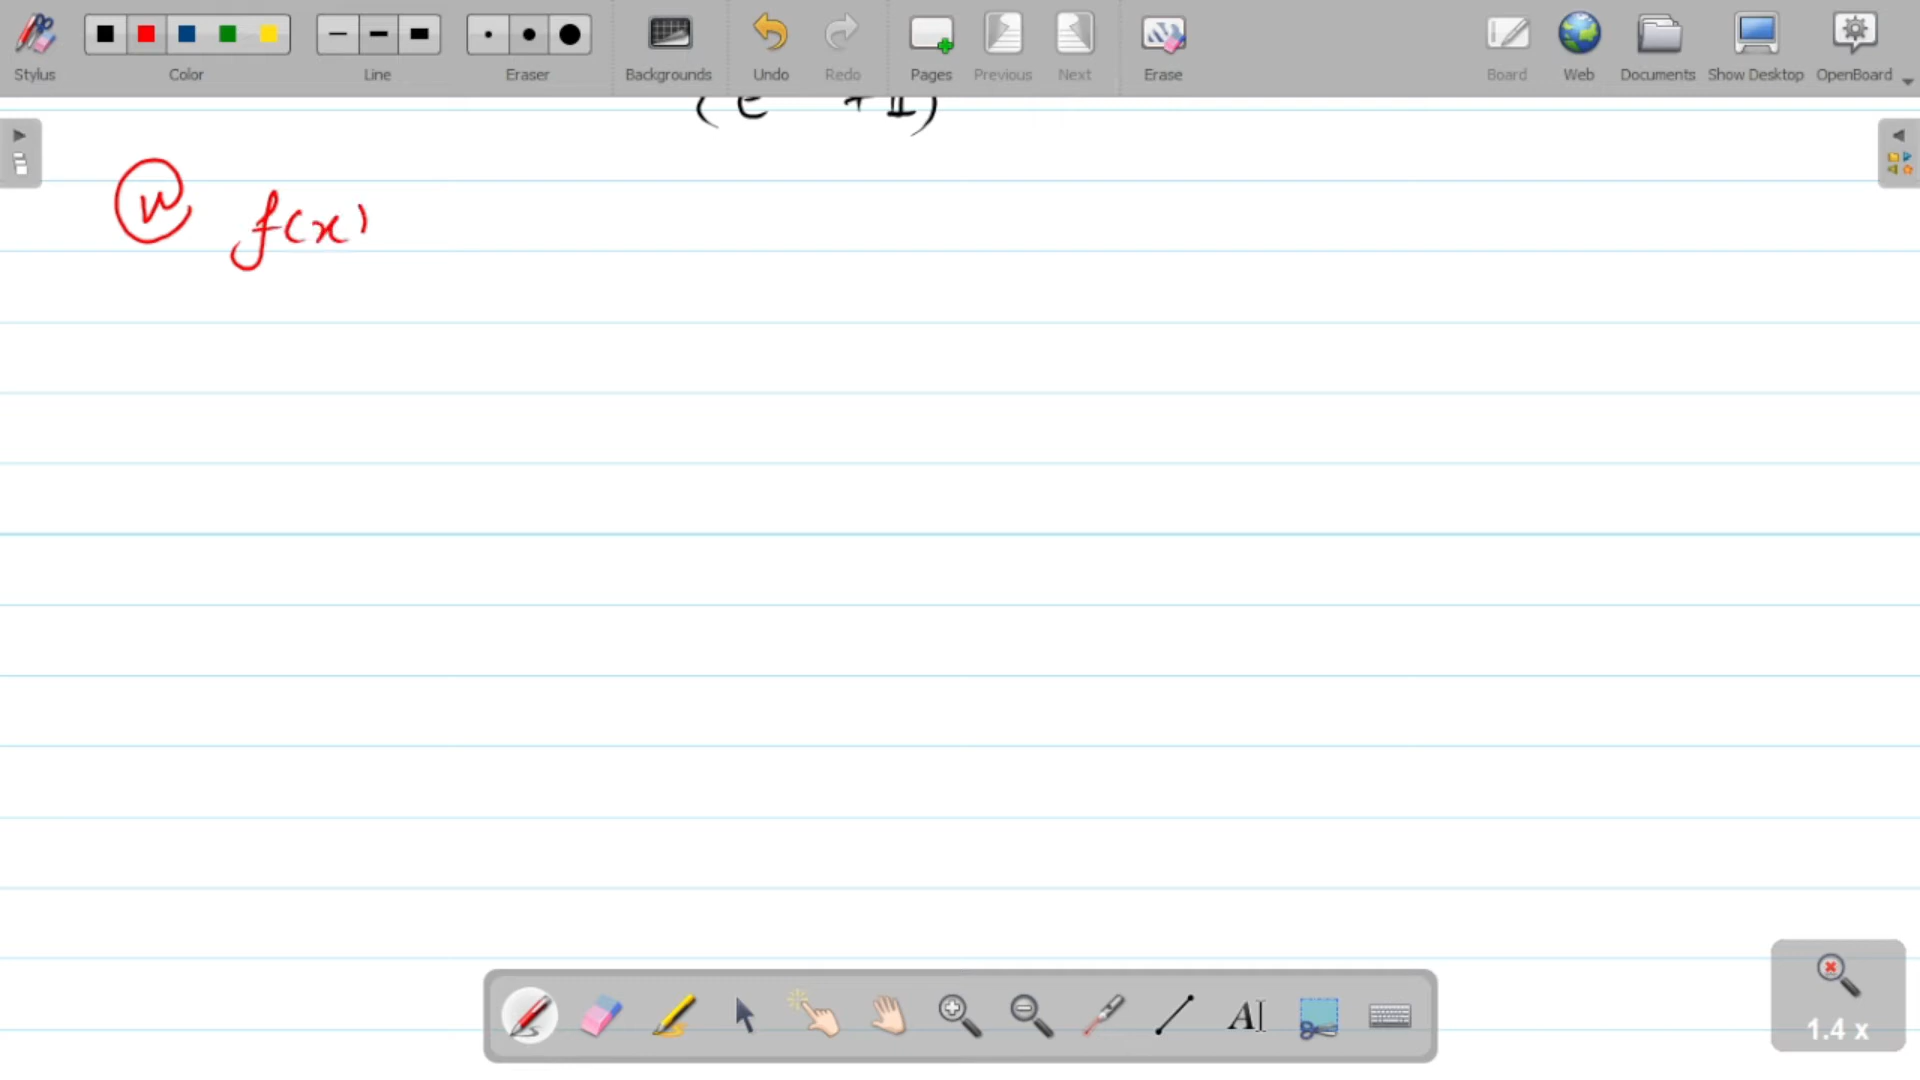 Stylus Color Line Eraser Backgrounds Undo Redo Pages Previous Next Erase Board Web Documents Show Desktop OpenBoard
f(x)
1.4 x